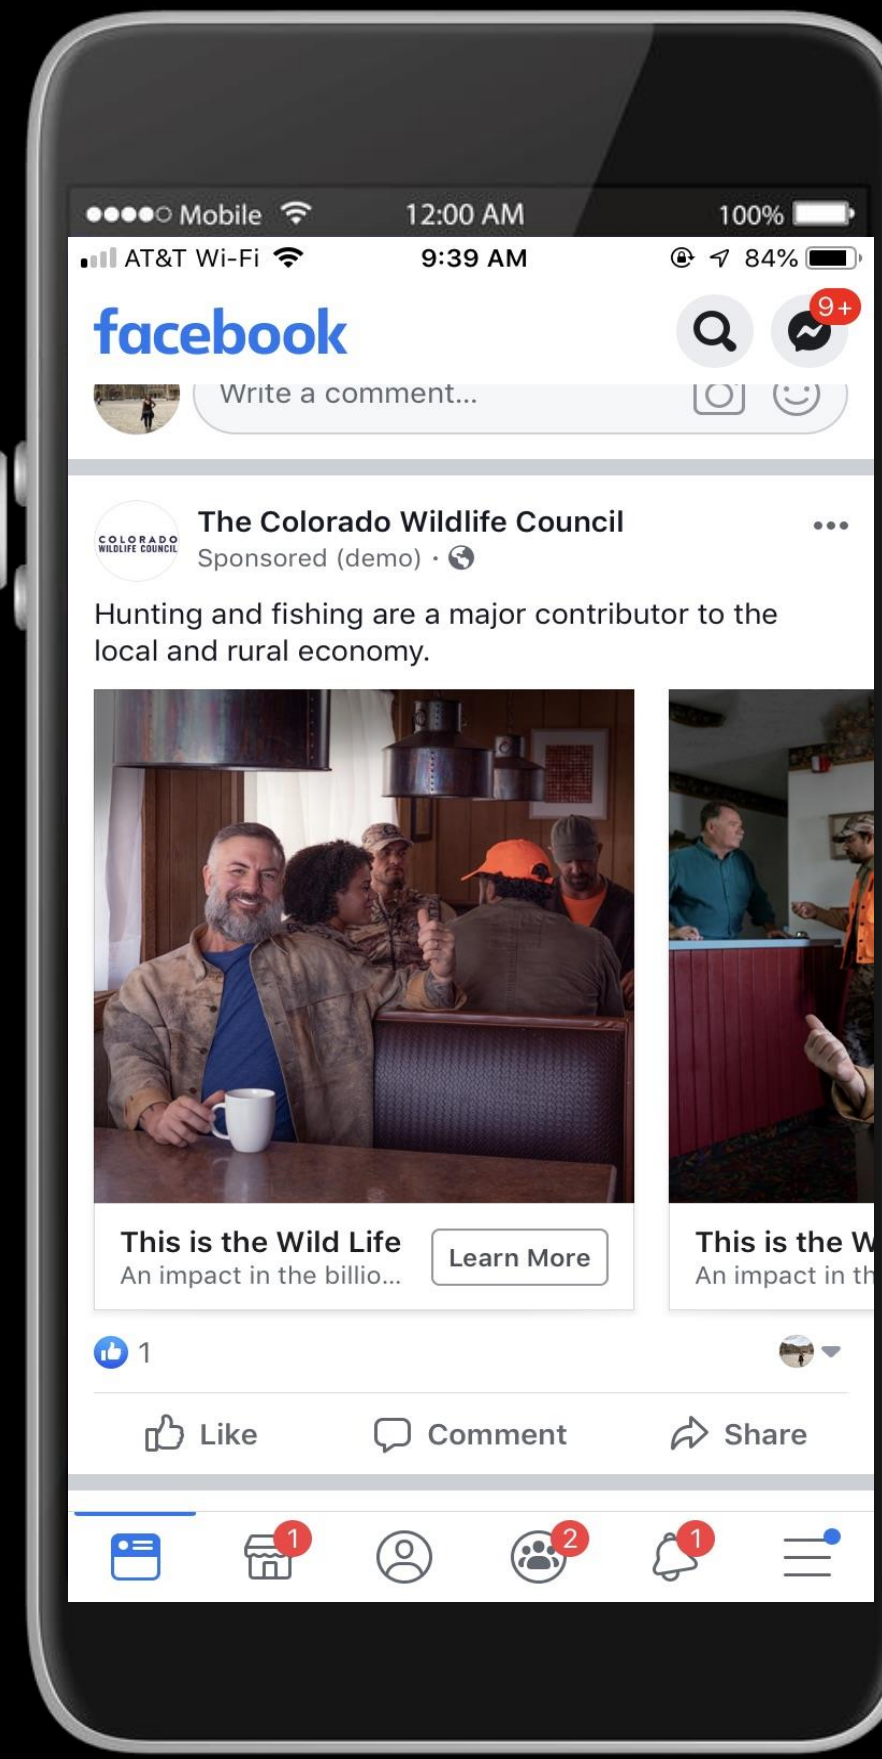 Mobile 12:00 AM 100%
AT&T Wi-Fi 9:39 AM 84%
facebook 9+
Write a comment...
COLORADO
WILDLIFE COUNCIL
The Colorado Wildlife Council
Sponsored (demo) ·
Hunting and fishing are a major contributor to the
local and rural economy.
This is the Wild Life
An impact in the billio...
Learn More
This is the W
An impact in th
1
Like Comment Share
1 2 1